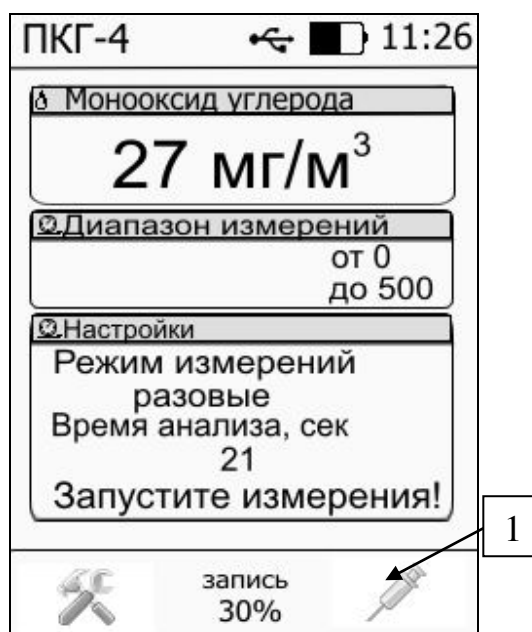 ПКГ-4 11:26
Монооксид углерода
27 мг/м³
Диапазон измерений
от 0
до 500
Настройки
Режим измерений
разовые
Время анализа, сек
21
Запустите измерения!
1
запись
30%